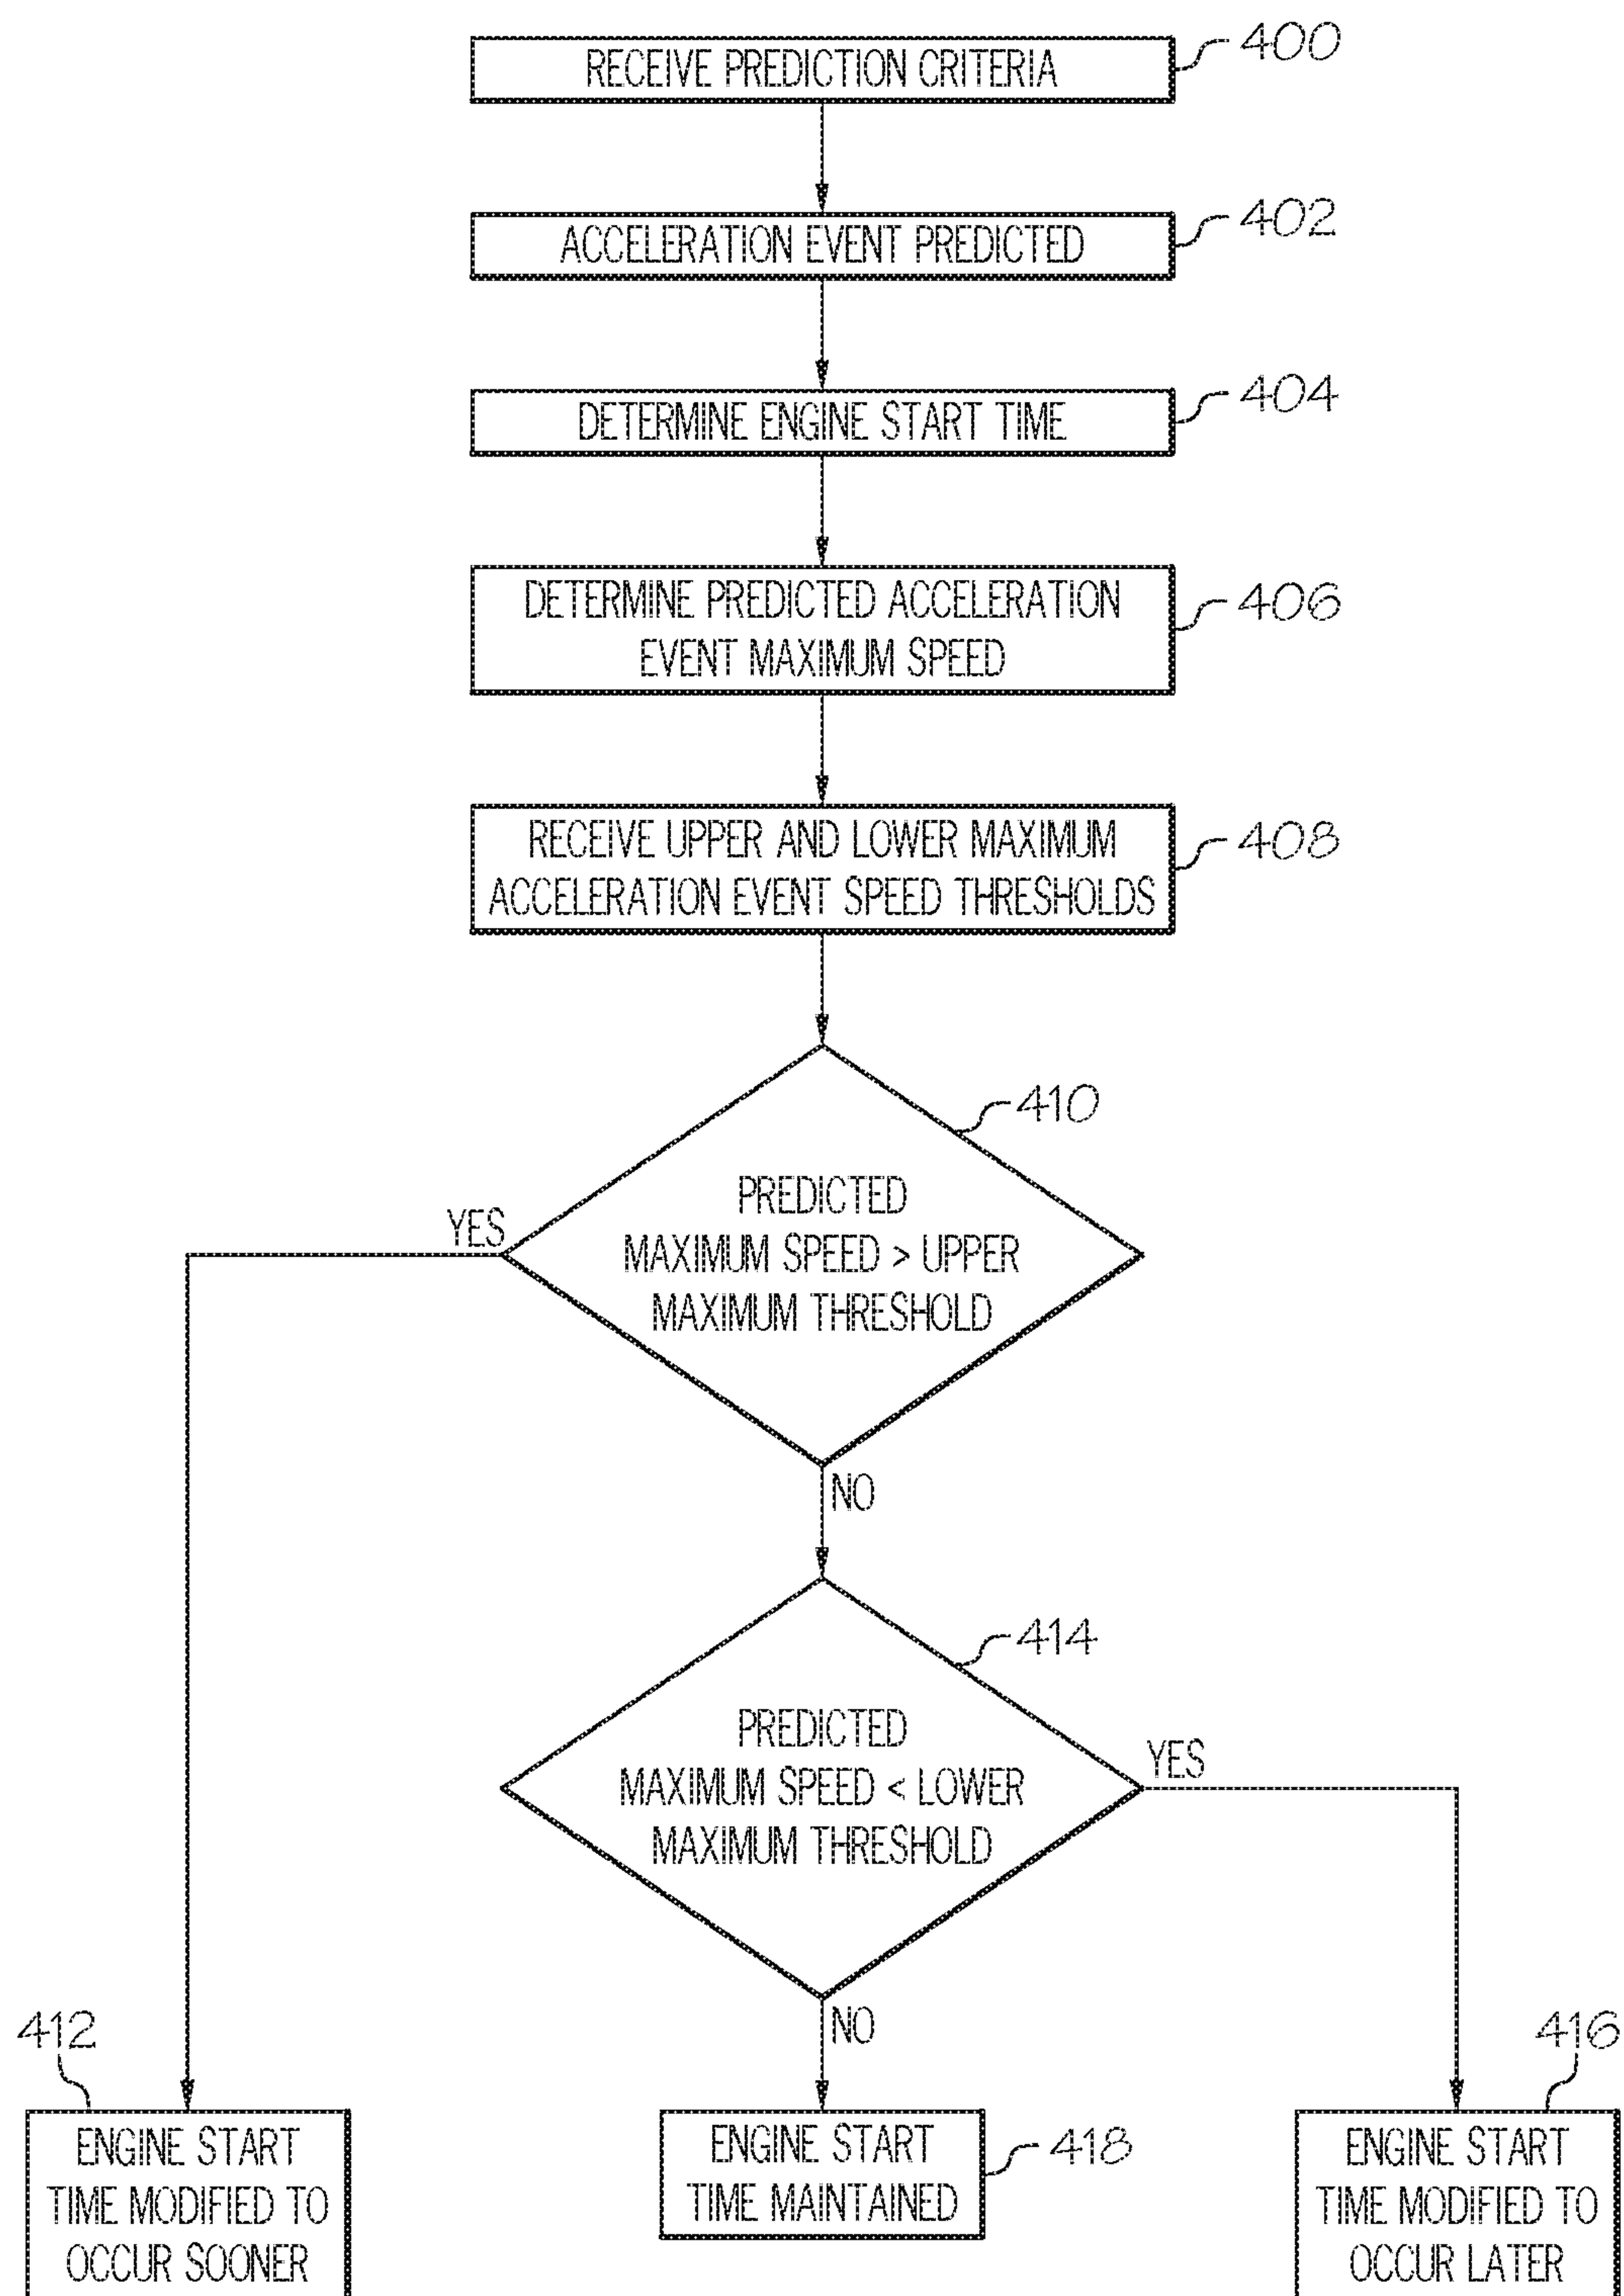 RECEIVE PREDICTION CRITERIA
400
ACCELERATION EVENT PREDICTED
402
DETERMINE ENGINE START TIME
404
DETERMINE PREDICTED ACCELERATION
EVENT MAXIMUM SPEED
406
RECEIVE UPPER AND LOWER MAXIMUM
ACCELERATION EVENT SPEED THRESHOLDS
408
410
PREDICTED
MAXIMUM SPEED > UPPER
MAXIMUM THRESHOLD
YES
NO
414
PREDICTED
MAXIMUM SPEED < LOWER
MAXIMUM THRESHOLD
YES
NO
412
ENGINE START
TIME MODIFIED TO
OCCUR SOONER
ENGINE START
TIME MAINTAINED
418
416
ENGINE START
TIME MODIFIED TO
OCCUR LATER